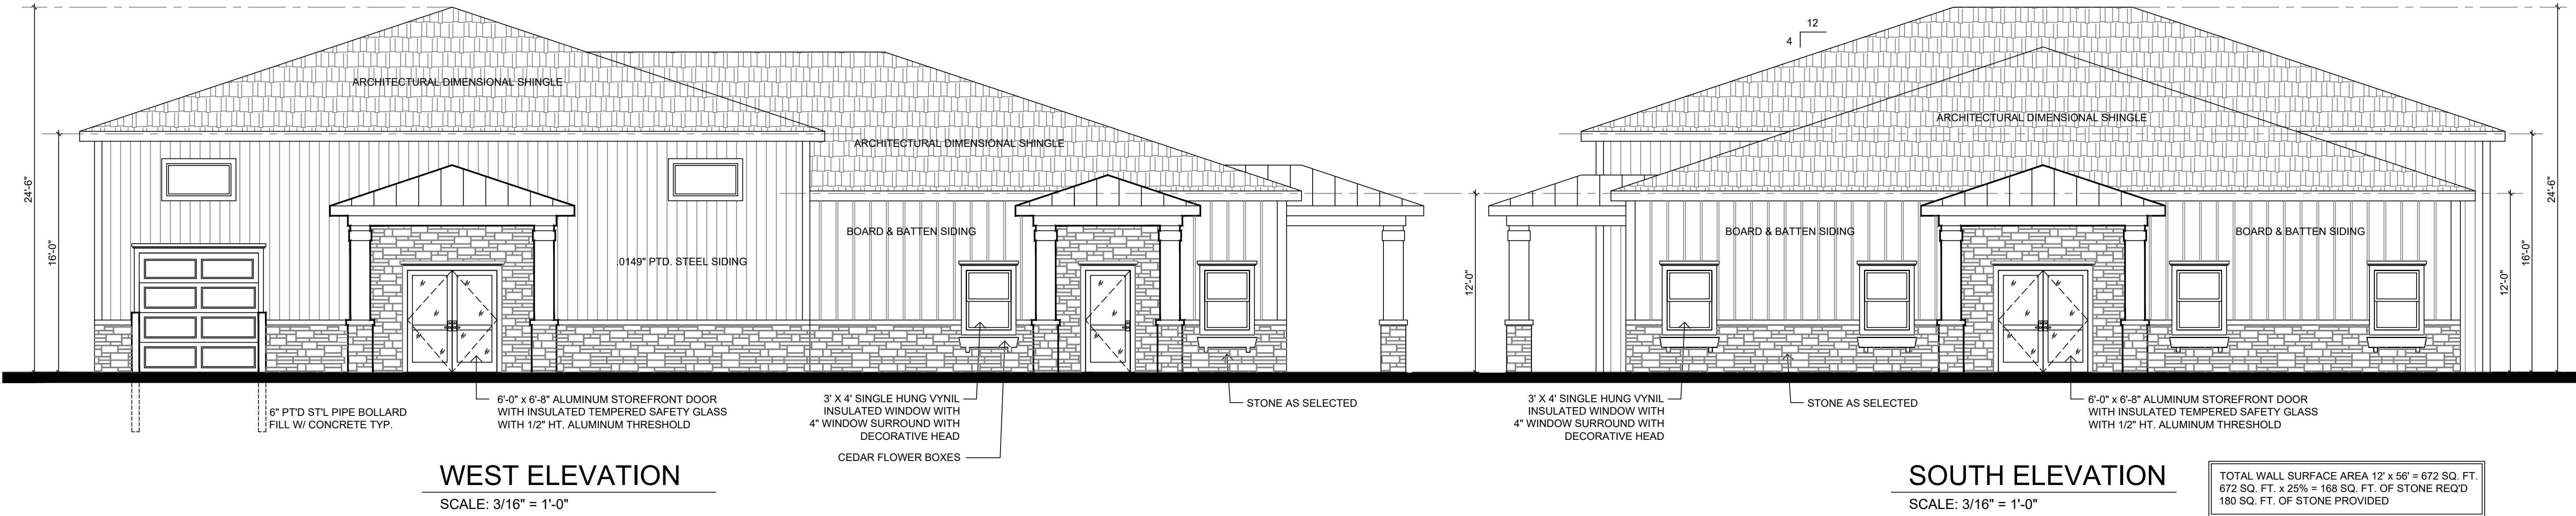 24'-6"
16'-0"
ARCHITECTURAL DIMENSIONAL SHINGLE
ARCHITECTURAL DIMENSIONAL SHINGLE
BOARD & BATTEN SIDING
.0149" PTD. STEEL SIDING
6" PT'D ST'L PIPE BOLLARD
FILL W/ CONCRETE TYP.
6'-0" x 6'-8" ALUMINUM STOREFRONT DOOR
WITH INSULATED TEMPERED SAFETY GLASS
WITH 1/2" HT. ALUMINUM THRESHOLD
3' X 4' SINGLE HUNG VYNIL
INSULATED WINDOW WITH
4" WINDOW SURROUND WITH
DECORATIVE HEAD
CEDAR FLOWER BOXES
STONE AS SELECTED
WEST ELEVATION
SCALE: 3/16" = 1'-0"
12'-0"
12
4
ARCHITECTURAL DIMENSIONAL SHINGLE
BOARD & BATTEN SIDING
BOARD & BATTEN SIDING
12'-0"
16'-0"
24'-6"
3' X 4' SINGLE HUNG VYNIL
INSULATED WINDOW WITH
4" WINDOW SURROUND WITH
DECORATIVE HEAD
STONE AS SELECTED
6'-0" x 6'-8" ALUMINUM STOREFRONT DOOR
WITH INSULATED TEMPERED SAFETY GLASS
WITH 1/2" HT. ALUMINUM THRESHOLD
SOUTH ELEVATION
SCALE: 3/16" = 1'-0"
TOTAL WALL SURFACE AREA 12' x 56' = 672 SQ. FT.
672 SQ. FT. x 25% = 168 SQ. FT. OF STONE REQ'D
180 SQ. FT. OF STONE PROVIDED